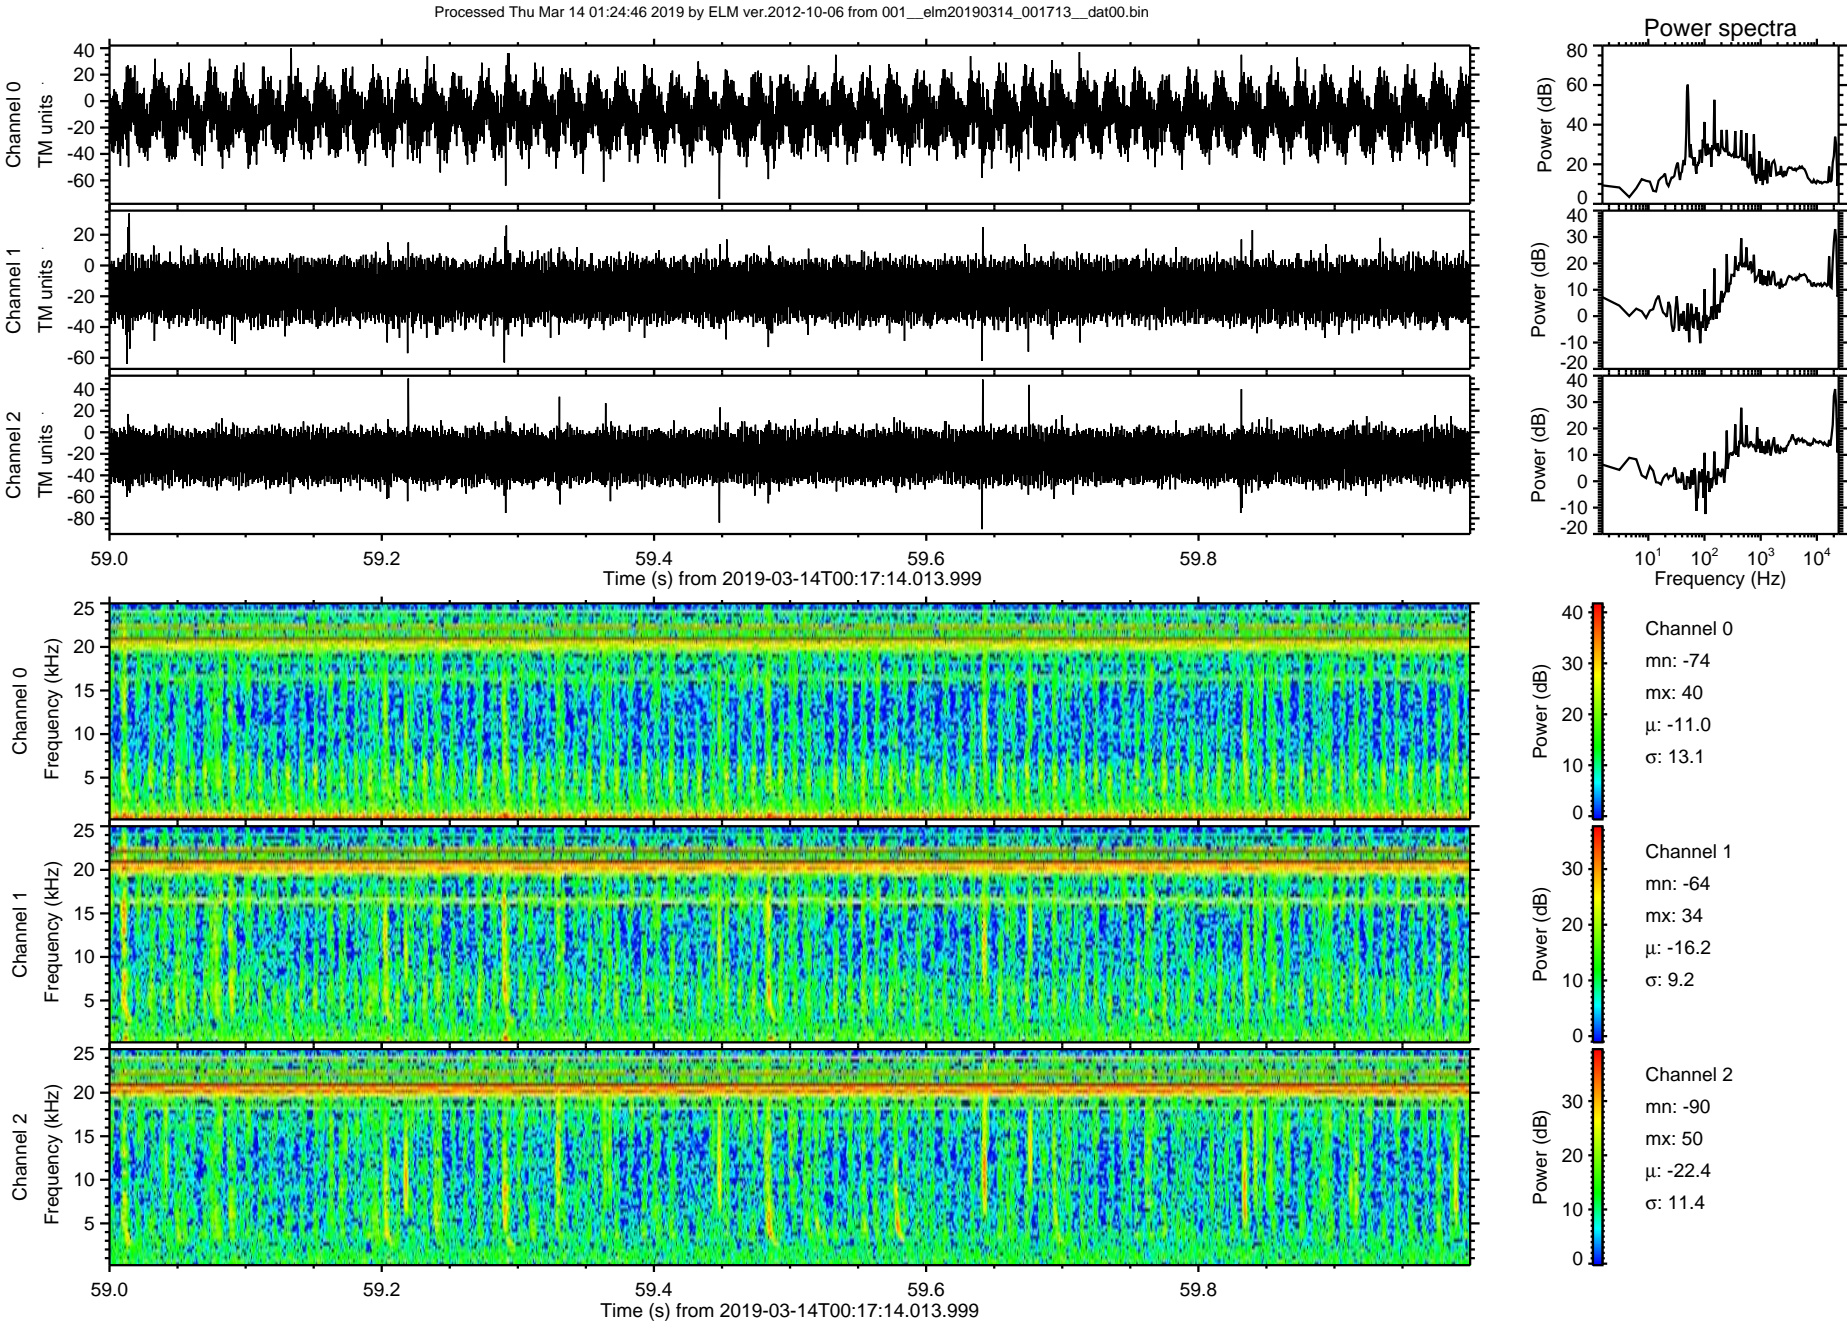 Processed Thu Mar 14 01:24:46 2019 by ELM ver.2012-10-06 from 001__elm20190314_001713__dat00.bin
Power spectra
Channel 0
TM units
40
20
0
-20
-40
-60
Power (dB)
80
60
40
20
0
Channel 1
TM units
20
0
-20
-40
-60
Power (dB)
40
30
20
10
0
-10
-20
Channel 2
TM units
40
20
0
-20
-40
-60
-80
Power (dB)
40
30
20
10
0
-10
-20
59.0 59.2 59.4 59.6 59.8
Time (s) from 2019-03-14T00:17:14.013.999
10¹ 10² 10³ 10⁴
Frequency (Hz)
Channel 0
Frequency (kHz)
25
20
15
10
5
Power (dB)
40
30
20
10
0
Channel 0
mn: -74
mx: 40
μ: -11.0
σ: 13.1
Channel 1
Frequency (kHz)
25
20
15
10
5
Power (dB)
30
20
10
0
Channel 1
mn: -64
mx: 34
μ: -16.2
σ: 9.2
Channel 2
Frequency (kHz)
25
20
15
10
5
Power (dB)
30
20
10
0
Channel 2
mn: -90
mx: 50
μ: -22.4
σ: 11.4
59.0 59.2 59.4 59.6 59.8
Time (s) from 2019-03-14T00:17:14.013.999